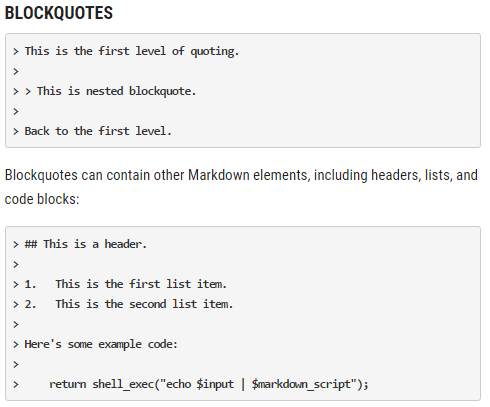 BLOCKQUOTES
> This is the first level of quoting.
>
> > This is nested blockquote.
>
> Back to the first level.
Blockquotes can contain other Markdown elements, including headers, lists, and
code blocks:
> ## This is a header.
>
> 1.   This is the first list item.
> 2.   This is the second list item.
>
> Here's some example code:
>
>     return shell_exec("echo $input | $markdown_script");